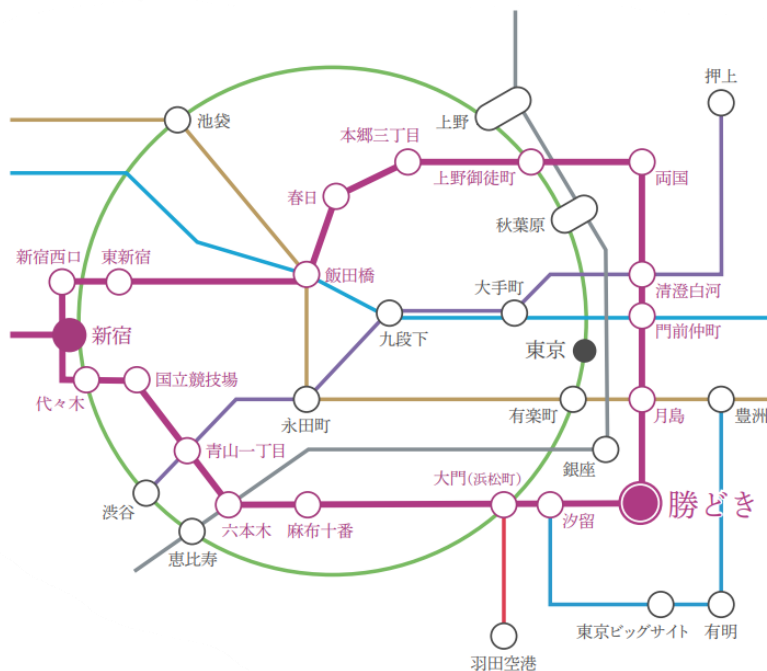 押上
池袋
上野
本郷三丁目
上野御徒町
両国
春日
秋葉原
新宿西口
東新宿
飯田橋
大手町
清澄白河
九段下
門前仲町
新宿
東京
国立競技場
代々木
永田町
有楽町
月島
豊洲
青山一丁目
銀座
大門(浜松町)
渋谷
勝どき
六本木
麻布十番
汐留
恵比寿
東京ビッグサイト
有明
羽田空港